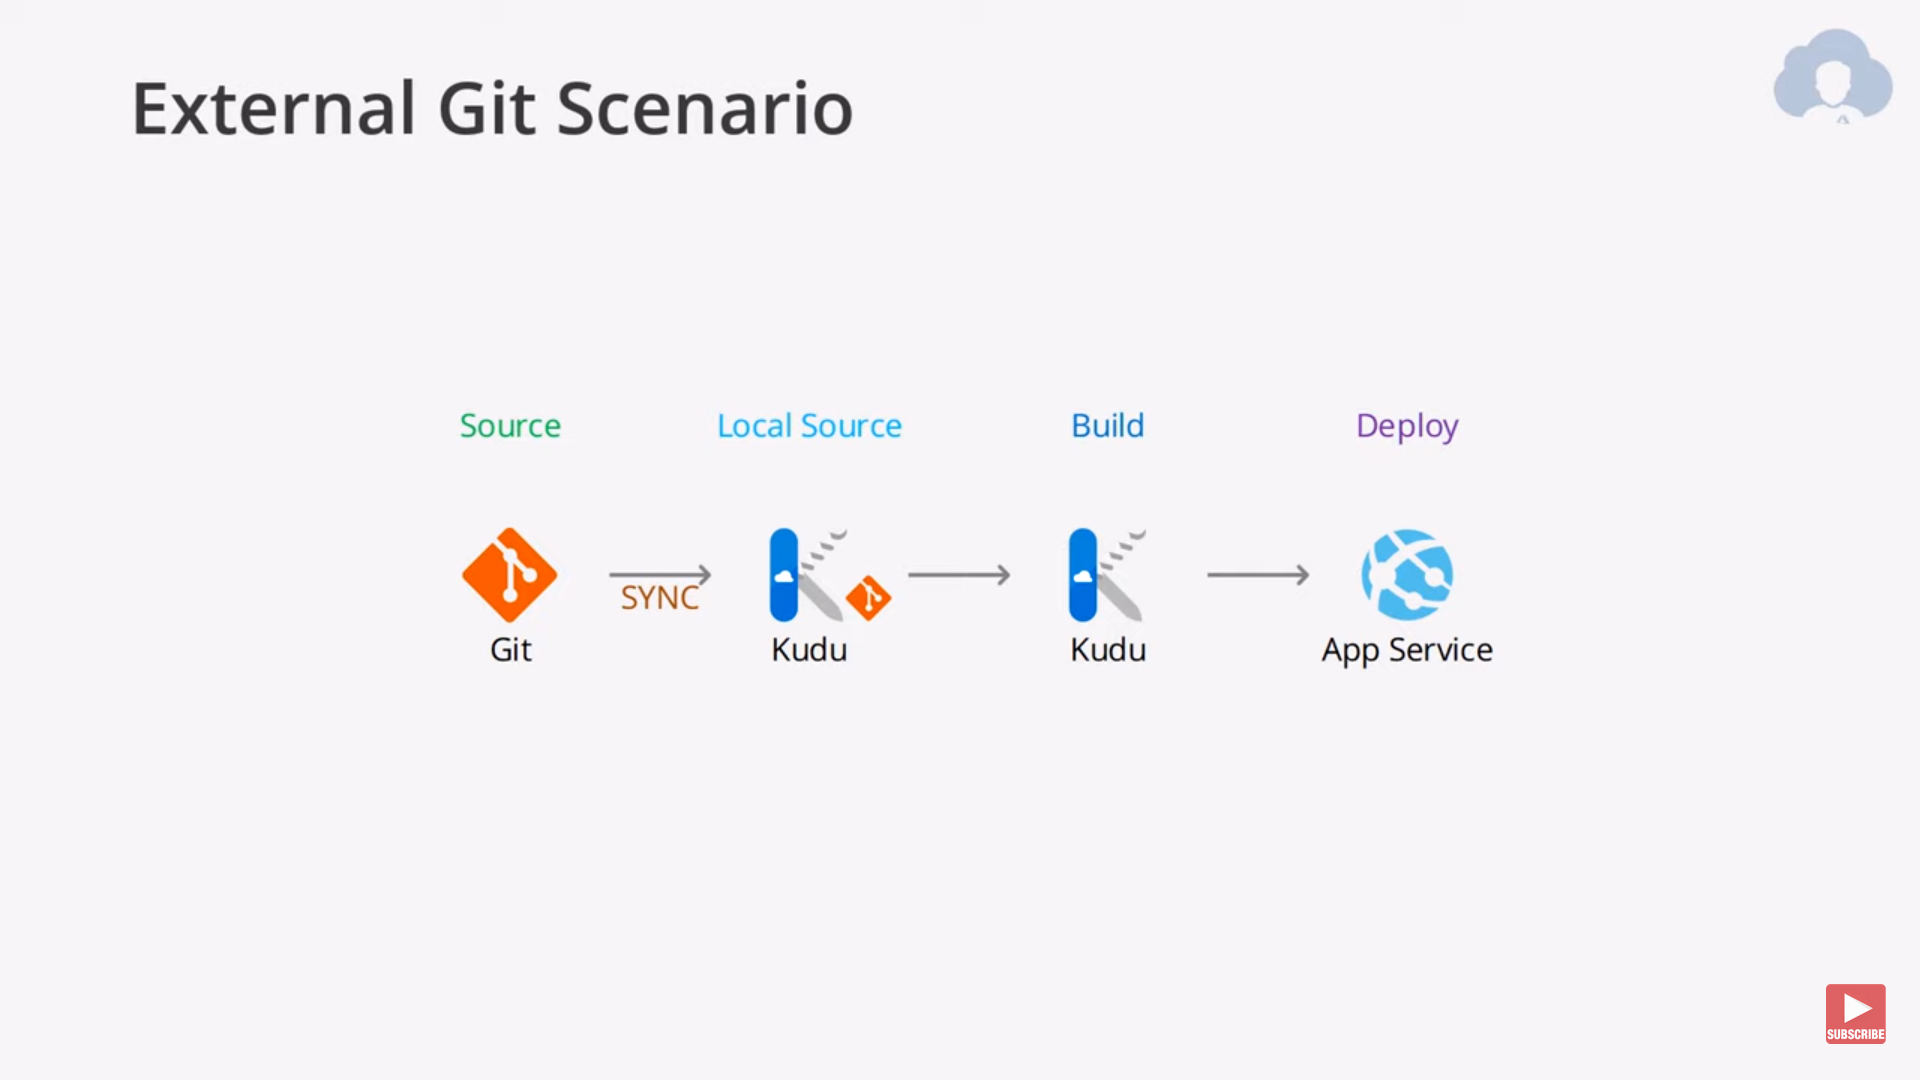 External Git Scenario
Source
Local Source
Build
Deploy
SYNC
Git
Kudu
Kudu
App Service
SUBSCRIBE